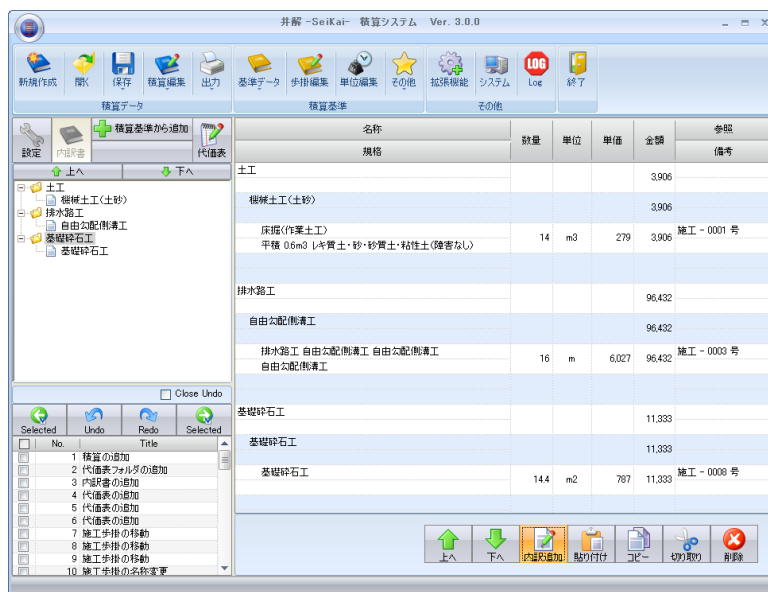 井解 -SeiKai- 積算システム Ver. 3.0.0
新規作成 開く 保存 積算編集 出力 基準データ 歩掛編集 単位編集 その他 拡張機能 システム Log 終了
LOG
積算データ 積算基準 その他
設定 内訳書 積算基準から追加 代価表
上へ 下へ
土工
機械土工(土砂)
排水路工
自由勾配側溝工
基礎砕石工
基礎砕石工
Close Undo
Selected Undo Redo Selected
No. Title
1 積算の追加
2 代価表フォルダの追加
3 内訳書の追加
4 代価表の追加
5 代価表の追加
6 代価表の追加
7 施工歩掛の移動
8 施工歩掛の移動
9 施工歩掛の移動
10 施工歩掛の名称変更
名称 数量 単位 単価 金額 参照
規格 備考
土工 3,906
機械土工(土砂) 3,906
床掘(作業土工) 施工 - 0001 号
平積 0.6m3 レキ質土・砂・砂質土・粘性土(障害なし) 14 m3 279 3,906
排水路工 96,432
自由勾配側溝工 96,432
排水路工 自由勾配側溝工 自由勾配側溝工 施工 - 0003 号
自由勾配側溝工 16 m 6,027 96,432
基礎砕石工 11,333
基礎砕石工 11,333
基礎砕石工 14.4 m2 787 11,333 施工 - 0008 号
上へ 下へ 内訳追加 貼り付け コピー 切り取り 削除